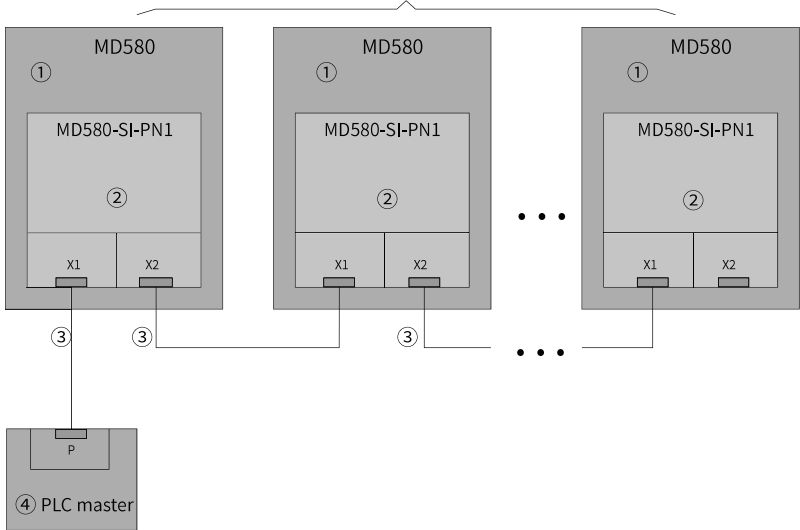 MD580 MD580 MD580
① ① ①
MD580-SI-PN1 MD580-SI-PN1 MD580-SI-PN1
② ② ②
X1 X2 X1 X2 X1 X2
③ ③ ③
P
④ PLC master